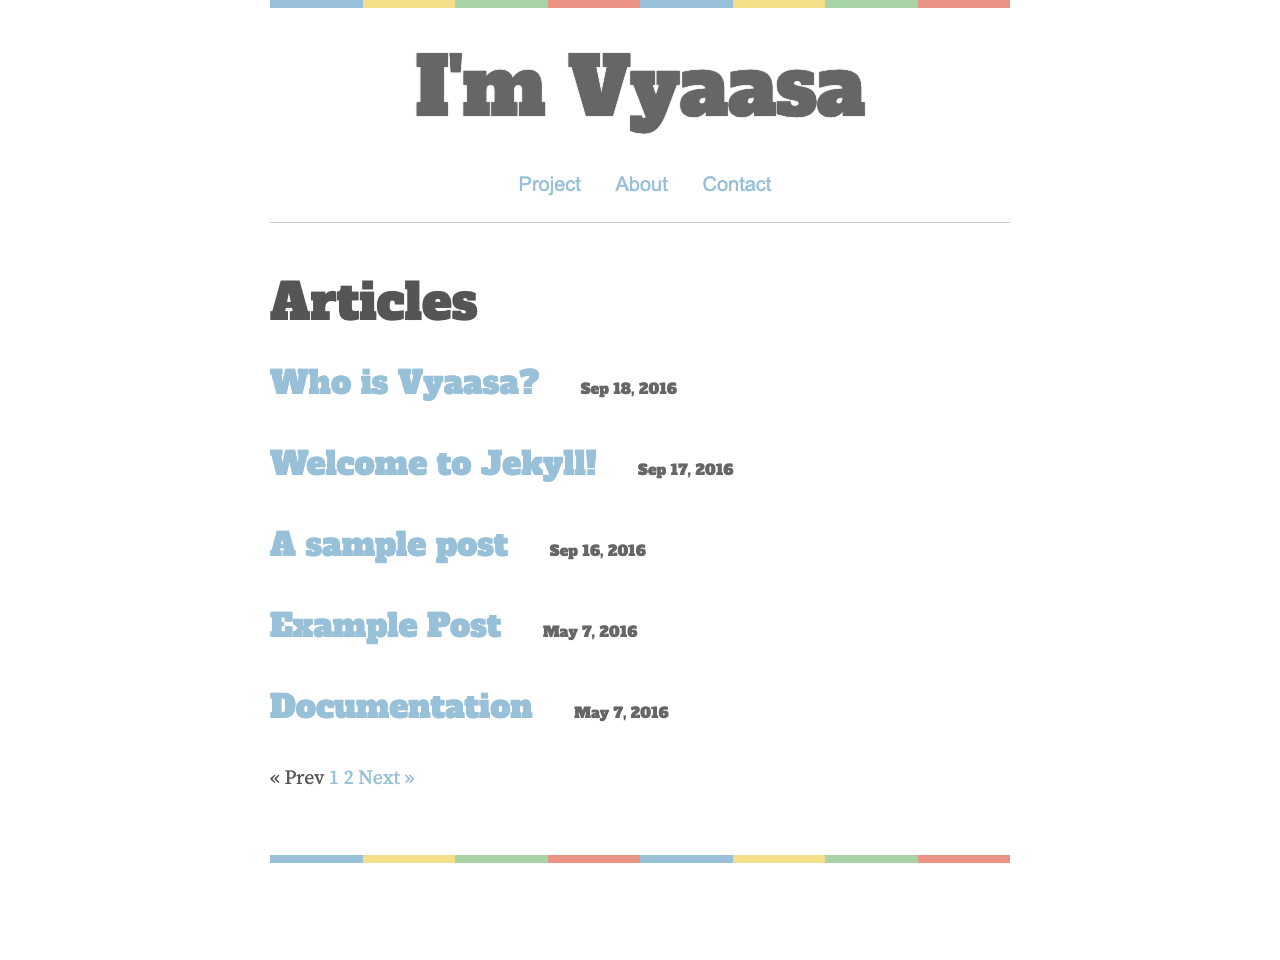 I'm Vyaasa
Project About Contact
Articles
Who is Vyaasa? Sep 18, 2016
Welcome to Jekyll! Sep 17, 2016
A sample post Sep 16, 2016
Example Post May 7, 2016
Documentation May 7, 2016
« Prev 1 2 Next »